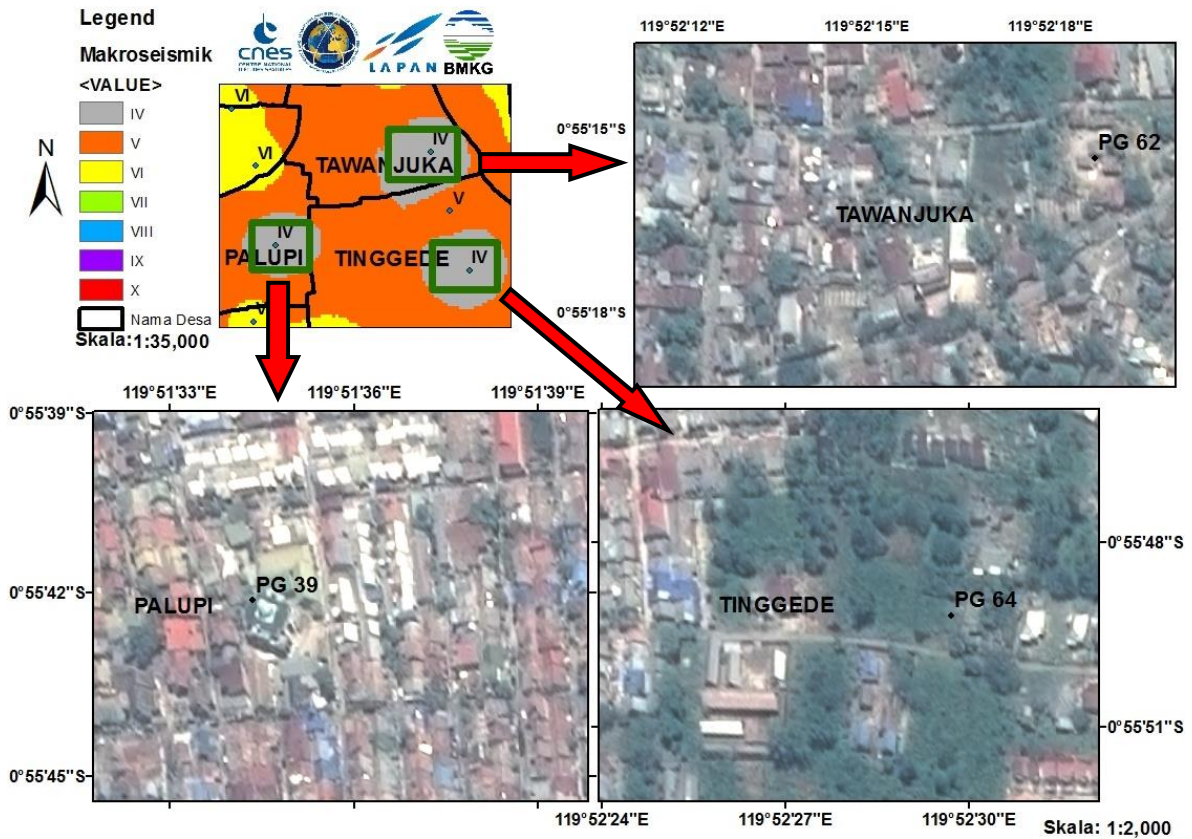 Legend
Makroseismik
<VALUE>
IV
V
VI
VII
VIII
IX
X
Nama Desa
Skala:1:35,000
N
cnes
CENTRE NATIONAL D'ÉTUDES SPATIALES
LAPAN
BMKG
VI
VI
IV
TAWANJUKA
V
IV
PALUPI
TINGGEDE
IV
V
119°52'12"E 119°52'15"E 119°52'18"E
0°55'15"S
0°55'18"S
PG 62
TAWANJUKA
119°51'33"E 119°51'36"E 119°51'39"E
0°55'39"S
0°55'42"S
0°55'45"S
PG 39
PALUPI
TINGGEDE
PG 64
0°55'48"S
0°55'51"S
119°52'24"E 119°52'27"E 119°52'30"E
Skala: 1:2,000